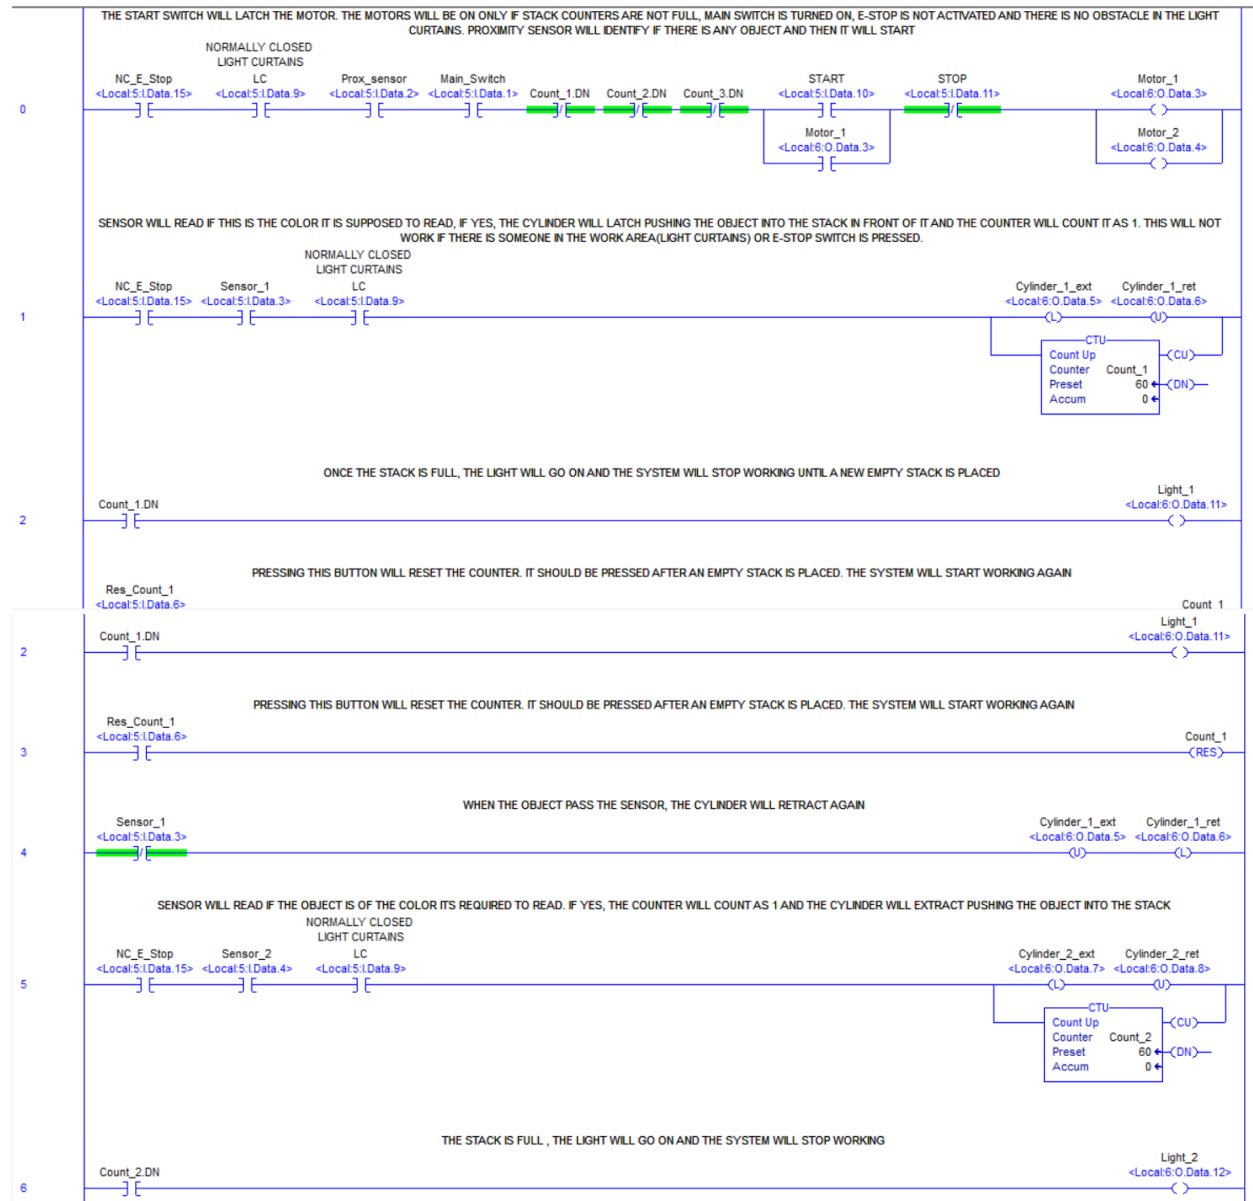 THE START SWITCH WILL LATCH THE MOTOR. THE MOTORS WILL BE ON ONLY IF STACK COUNTERS ARE NOT FULL, MAIN SWITCH IS TURNED ON, E-STOP IS NOT ACTIVATED AND THERE IS NO OBSTACLE IN THE LIGHT
CURTAINS. PROXIMITY SENSOR WILL IDENTIFY IF THERE IS ANY OBJECT AND THEN IT WILL START
NORMALLY CLOSED
LIGHT CURTAINS
NC_E_Stop LC Prox_sensor Main_Switch START STOP Motor_1
<Local:5:I.Data.15> <Local:5:I.Data.9> <Local:5:I.Data.2> <Local:5:I.Data.1> Count_1.DN Count_2.DN Count_3.DN <Local:5:I.Data.10> <Local:5:I.Data.11> <Local:6:O.Data.3>
0
Motor_1 Motor_2
<Local:6:O.Data.3> <Local:6:O.Data.4>
SENSOR WILL READ IF THIS IS THE COLOR IT IS SUPPOSED TO READ, IF YES, THE CYLINDER WILL LATCH PUSHING THE OBJECT INTO THE STACK IN FRONT OF IT AND THE COUNTER WILL COUNT IT AS 1. THIS WILL NOT
WORK IF THERE IS SOMEONE IN THE WORK AREA(LIGHT CURTAINS) OR E-STOP SWITCH IS PRESSED.
NORMALLY CLOSED
LIGHT CURTAINS
NC_E_Stop Sensor_1 LC Cylinder_1_ext Cylinder_1_ret
<Local:5:I.Data.15> <Local:5:I.Data.3> <Local:5:I.Data.9> <Local:6:O.Data.5> <Local:6:O.Data.6>
1 L U
CTU
Count Up CU
Counter Count_1
Preset 60 DN
Accum 0
ONCE THE STACK IS FULL, THE LIGHT WILL GO ON AND THE SYSTEM WILL STOP WORKING UNTIL A NEW EMPTY STACK IS PLACED
Light_1
Count_1.DN <Local:6:O.Data.11>
2
PRESSING THIS BUTTON WILL RESET THE COUNTER. IT SHOULD BE PRESSED AFTER AN EMPTY STACK IS PLACED. THE SYSTEM WILL START WORKING AGAIN
Res_Count_1
<Local:5:I.Data.6> Count_1
Light_1
Count_1.DN <Local:6:O.Data.11>
2
PRESSING THIS BUTTON WILL RESET THE COUNTER. IT SHOULD BE PRESSED AFTER AN EMPTY STACK IS PLACED. THE SYSTEM WILL START WORKING AGAIN
Res_Count_1
<Local:5:I.Data.6> Count_1
3 RES
WHEN THE OBJECT PASS THE SENSOR, THE CYLINDER WILL RETRACT AGAIN
Sensor_1 Cylinder_1_ext Cylinder_1_ret
<Local:5:I.Data.3> <Local:6:O.Data.5> <Local:6:O.Data.6>
4 U L
SENSOR WILL READ IF THE OBJECT IS OF THE COLOR ITS REQUIRED TO READ. IF YES, THE COUNTER WILL COUNT AS 1 AND THE CYLINDER WILL EXTRACT PUSHING THE OBJECT INTO THE STACK
NORMALLY CLOSED
LIGHT CURTAINS
NC_E_Stop Sensor_2 LC Cylinder_2_ext Cylinder_2_ret
<Local:5:I.Data.15> <Local:5:I.Data.4> <Local:5:I.Data.9> <Local:6:O.Data.7> <Local:6:O.Data.8>
5 L U
CTU
Count Up CU
Counter Count_2
Preset 60 DN
Accum 0
THE STACK IS FULL , THE LIGHT WILL GO ON AND THE SYSTEM WILL STOP WORKING
Light_2
Count_2.DN <Local:6:O.Data.12>
6